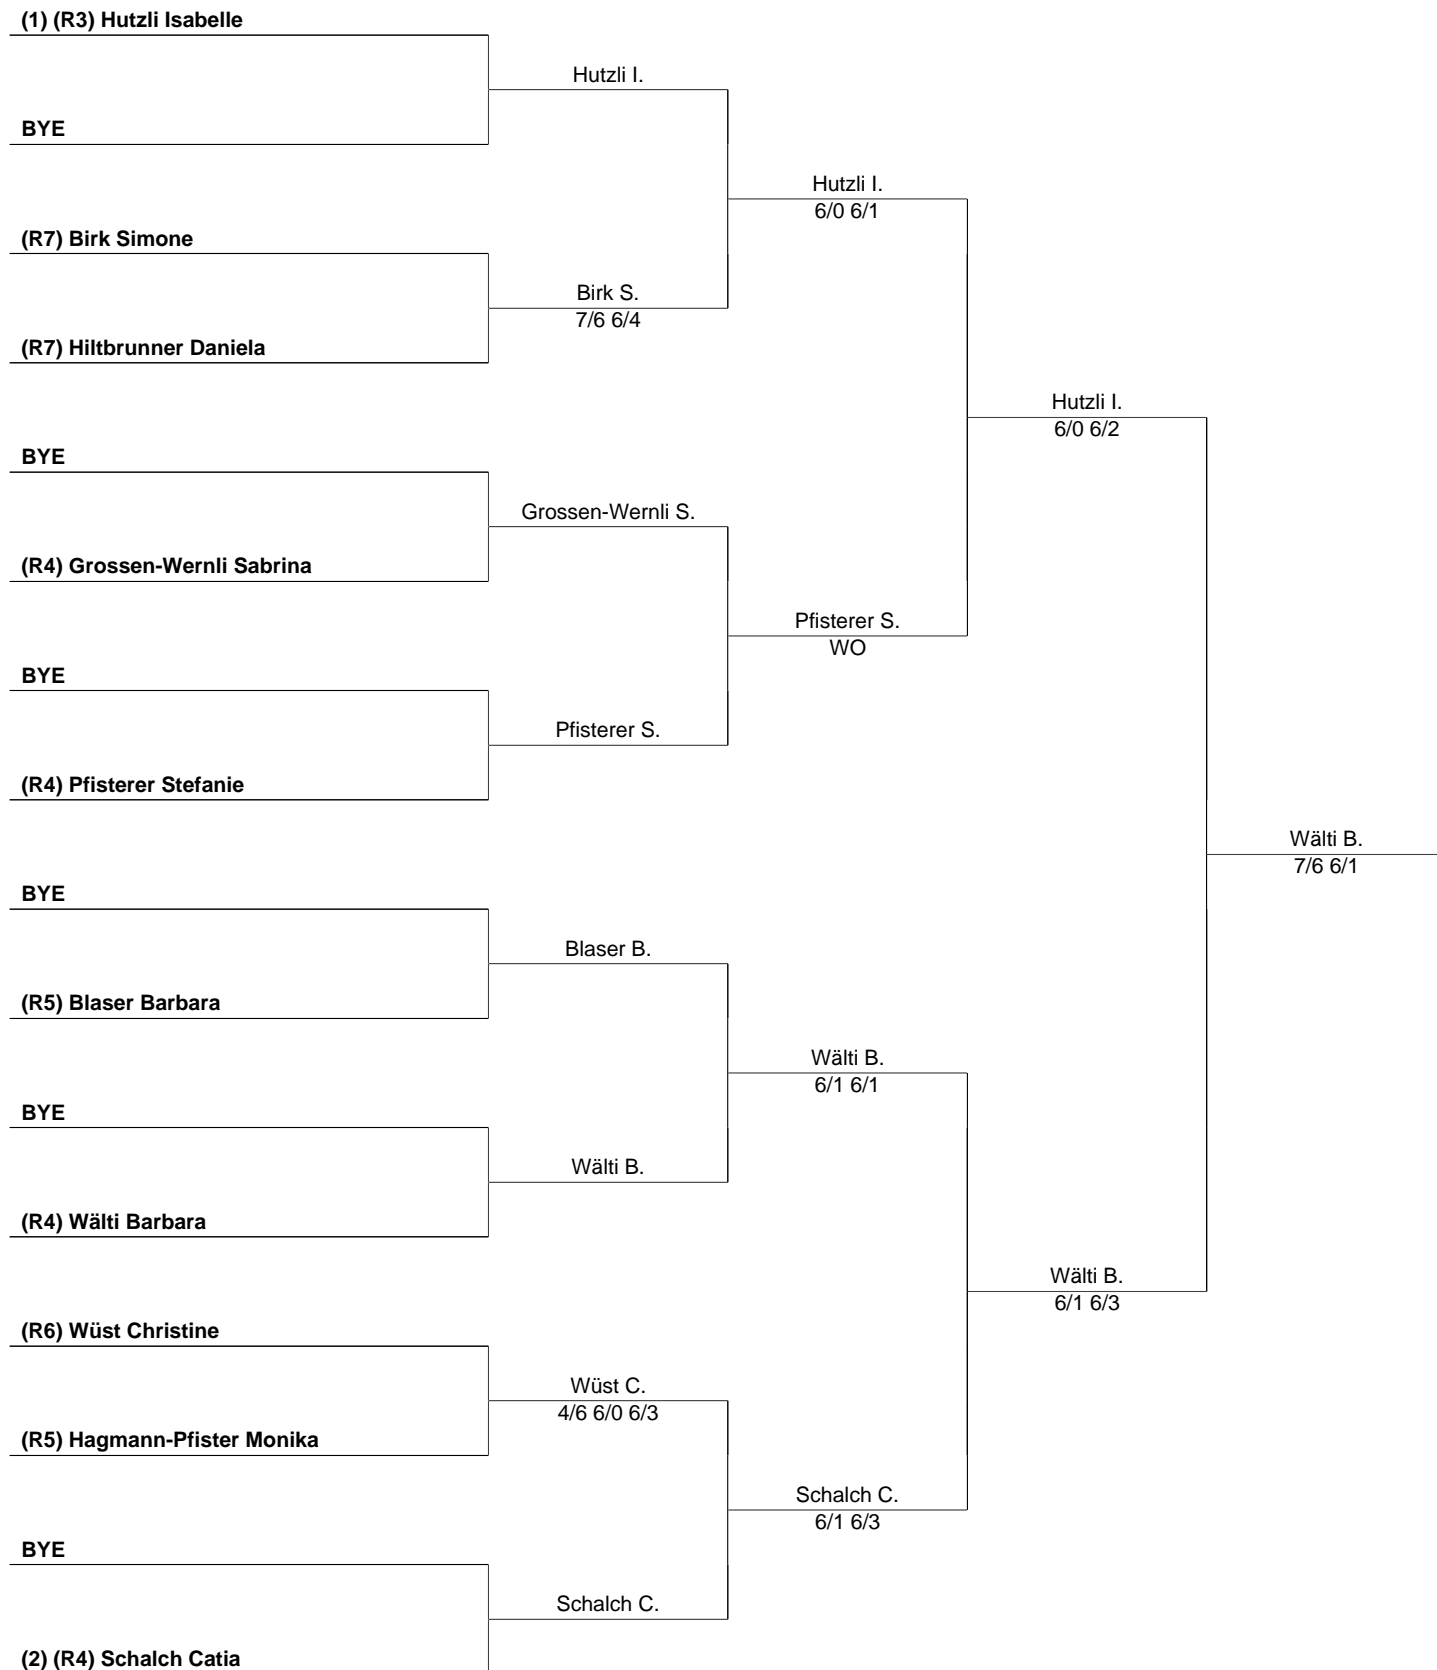 (1) (R3) Hutzli Isabelle
Hutzli I.
BYE
Hutzli I.
6/0 6/1
(R7) Birk Simone
Birk S.
7/6 6/4
(R7) Hiltbrunner Daniela
Hutzli I.
6/0 6/2
BYE
Grossen-Wernli S.
(R4) Grossen-Wernli Sabrina
Pfisterer S.
WO
BYE
Pfisterer S.
(R4) Pfisterer Stefanie
Wälti B.
7/6 6/1
BYE
Blaser B.
(R5) Blaser Barbara
Wälti B.
6/1 6/1
BYE
Wälti B.
(R4) Wälti Barbara
Wälti B.
6/1 6/3
(R6) Wüst Christine
Wüst C.
4/6 6/0 6/3
(R5) Hagmann-Pfister Monika
Schalch C.
6/1 6/3
BYE
Schalch C.
(2) (R4) Schalch Catia